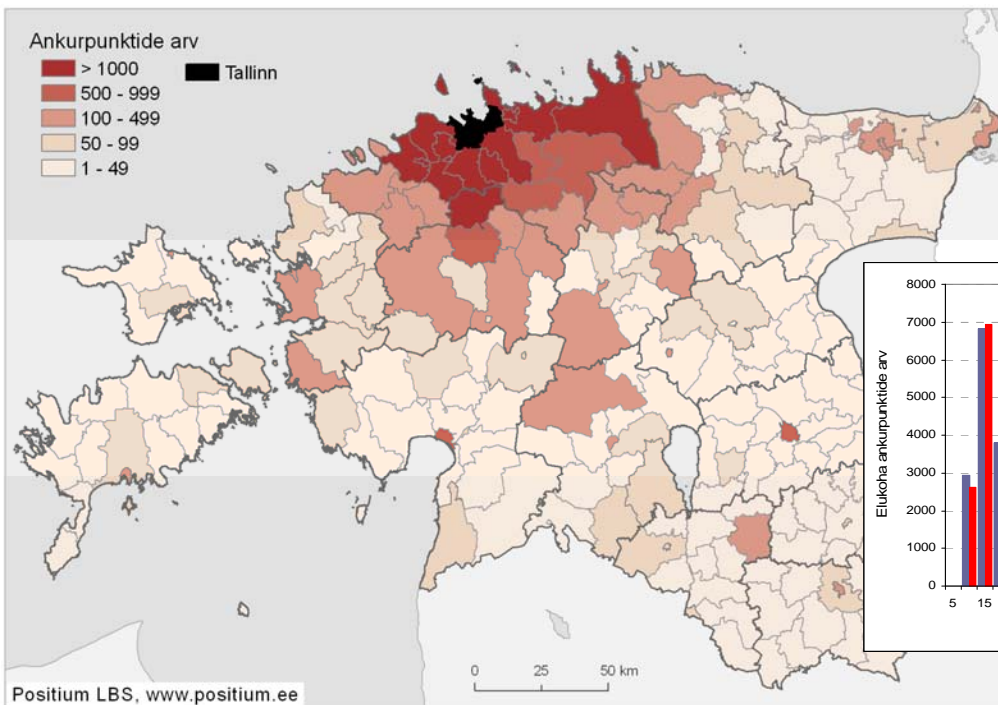 Ankurpunktide arv
> 1000
Tallinn
500 - 999
100 - 499
50 - 99
1 - 49
8000
7000
6000
5000
4000
3000
2000
1000
0
Elukoha ankurpunktide arv
5 15
0 25 50 km
Positium LBS, www.positium.ee